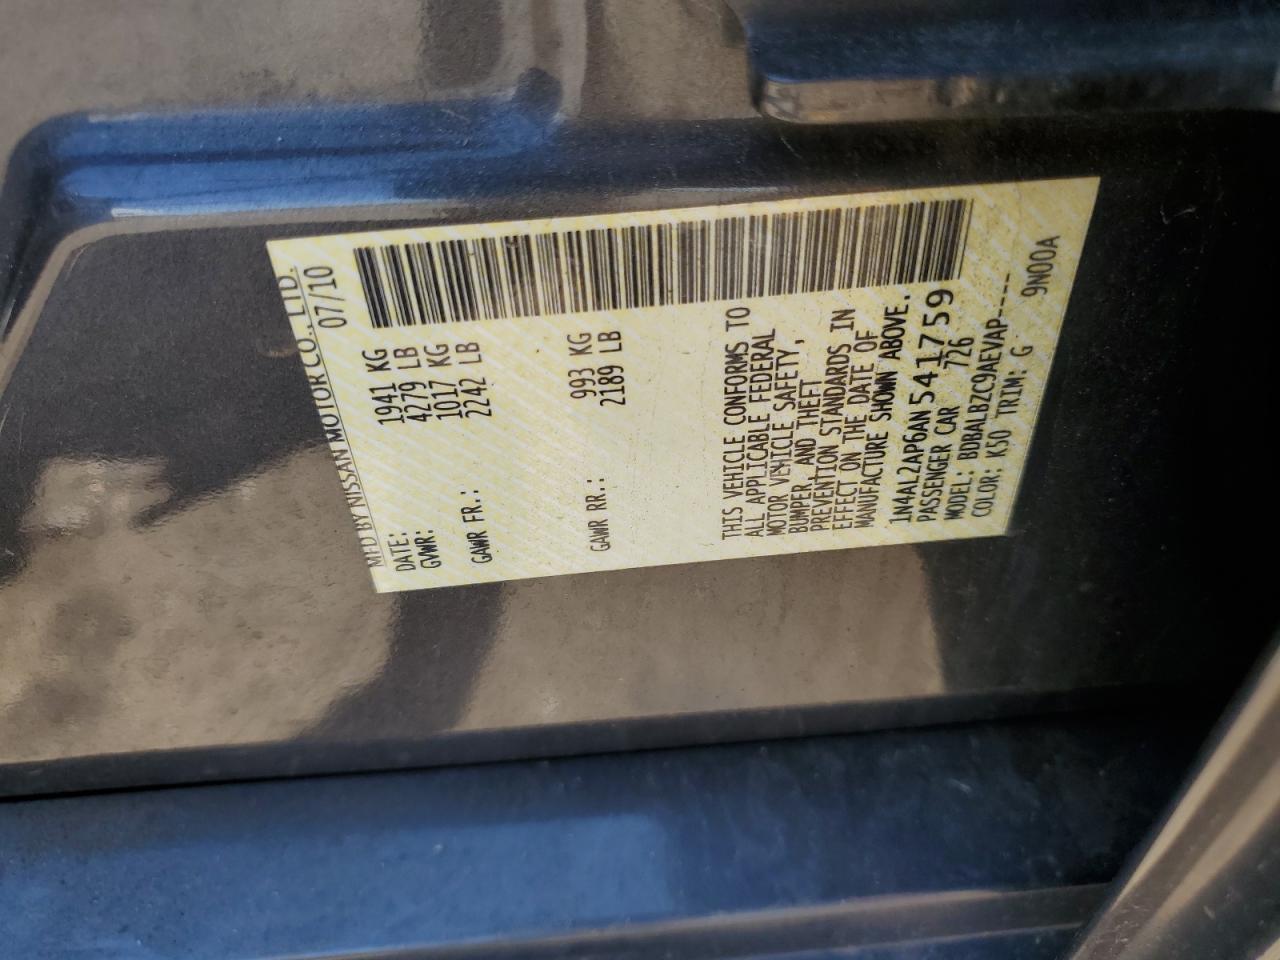 MFD BY NISSAN MOTOR CO., LTD.
DATE: 07/10
GVWR: 1941 KG
4279 LB
GAWR FR.: 1017 KG
2242 LB
GAWR RR.: 993 KG
2189 LB
THIS VEHICLE CONFORMS TO
ALL APPLICABLE FEDERAL
MOTOR VEHICLE SAFETY,
BUMPER, AND THEFT
PREVENTION STANDARDS IN
EFFECT ON THE DATE OF
MANUFACTURE SHOWN ABOVE.
1N4AL2AP6AN541759
PASSENGER CAR 726
MODEL: BDBALBZC9AEVAP----
COLOR: K50 TRIM: G 9N00A